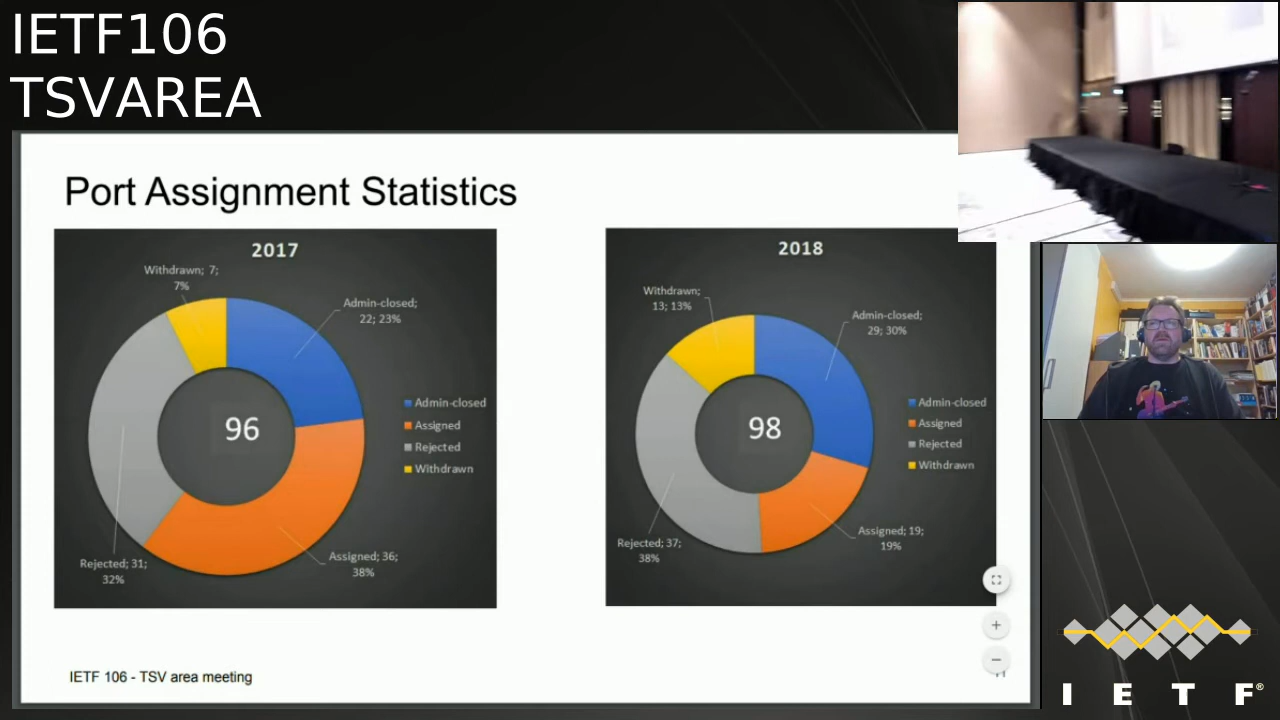 IETF106
TSVAREA
Port Assignment Statistics
2017
Withdrawn; 7;
7%
Admin-closed;
22; 23%
96
Admin-closed
Assigned
Rejected
Withdrawn
Rejected; 31;
32%
Assigned; 36;
38%
2018
Withdrawn;
13; 13%
Admin-closed;
29; 30%
98
Admin-closed
Assigned
Rejected
Withdrawn
Rejected; 37;
38%
Assigned; 19;
19%
IETF 106 - TSV area meeting
I E T F®